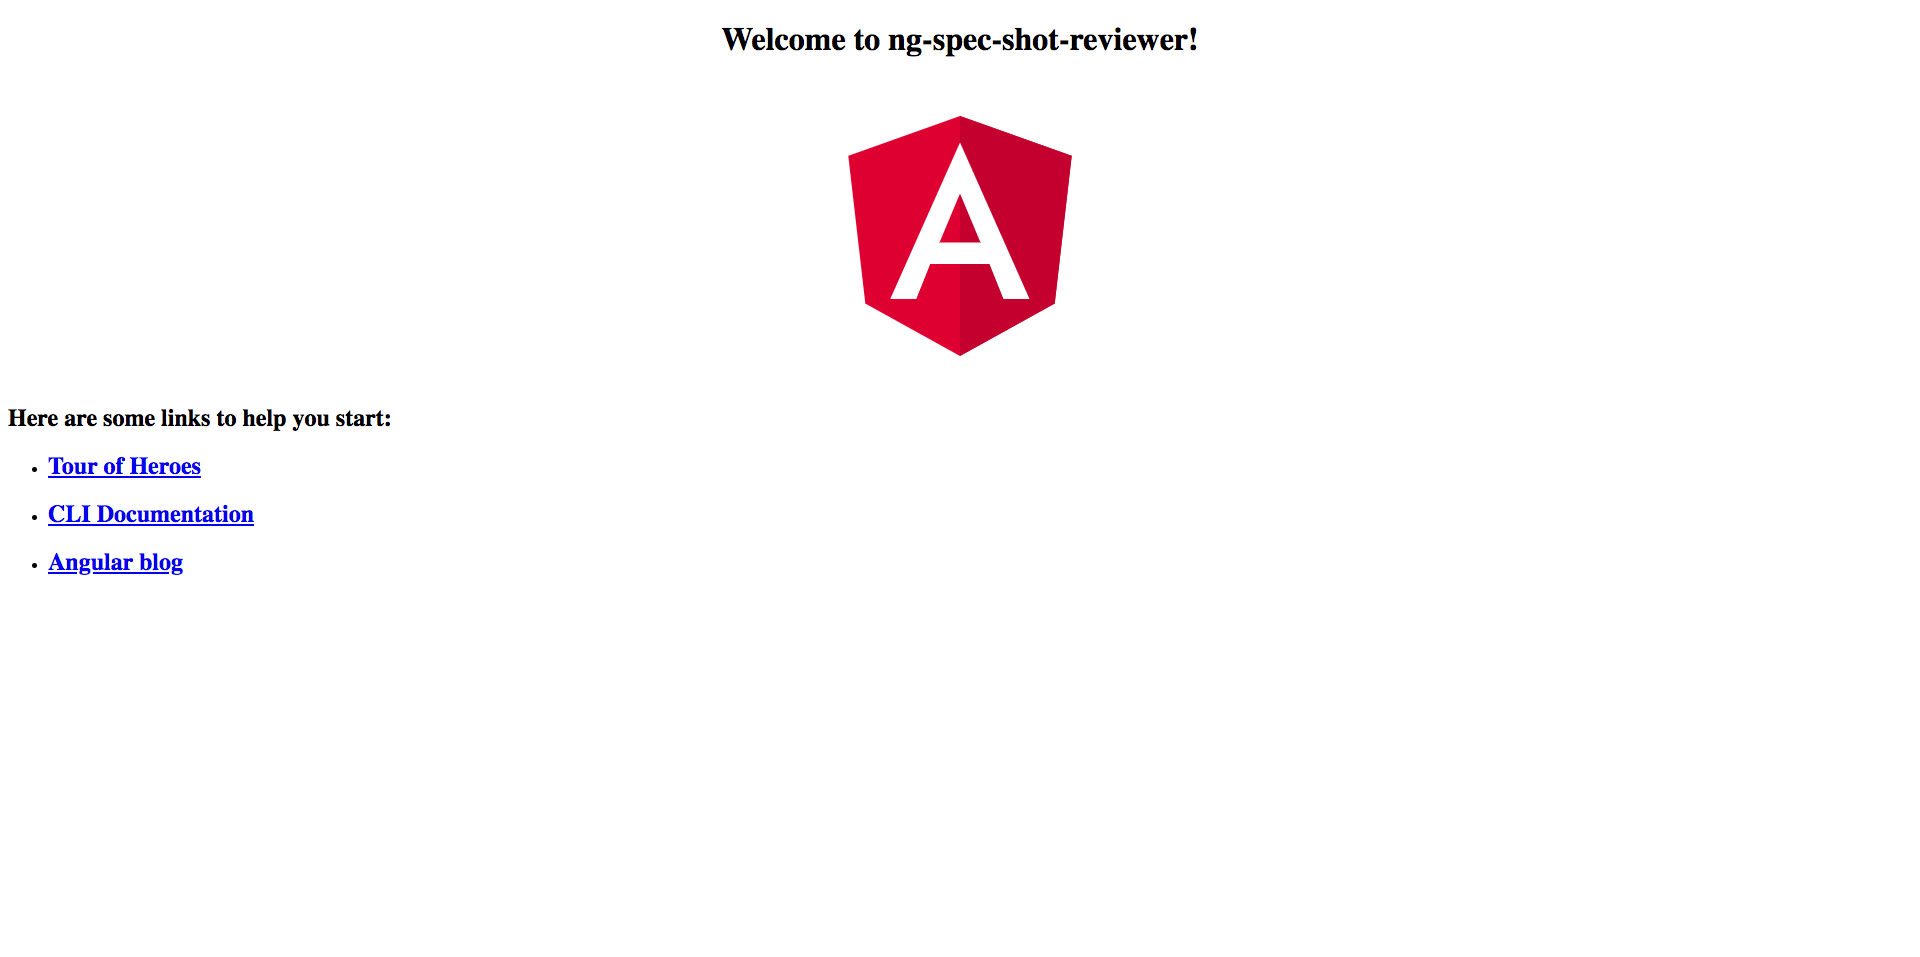 Welcome to ng-spec-shot-reviewer!
A
Here are some links to help you start:
Tour of Heroes
CLI Documentation
Angular blog